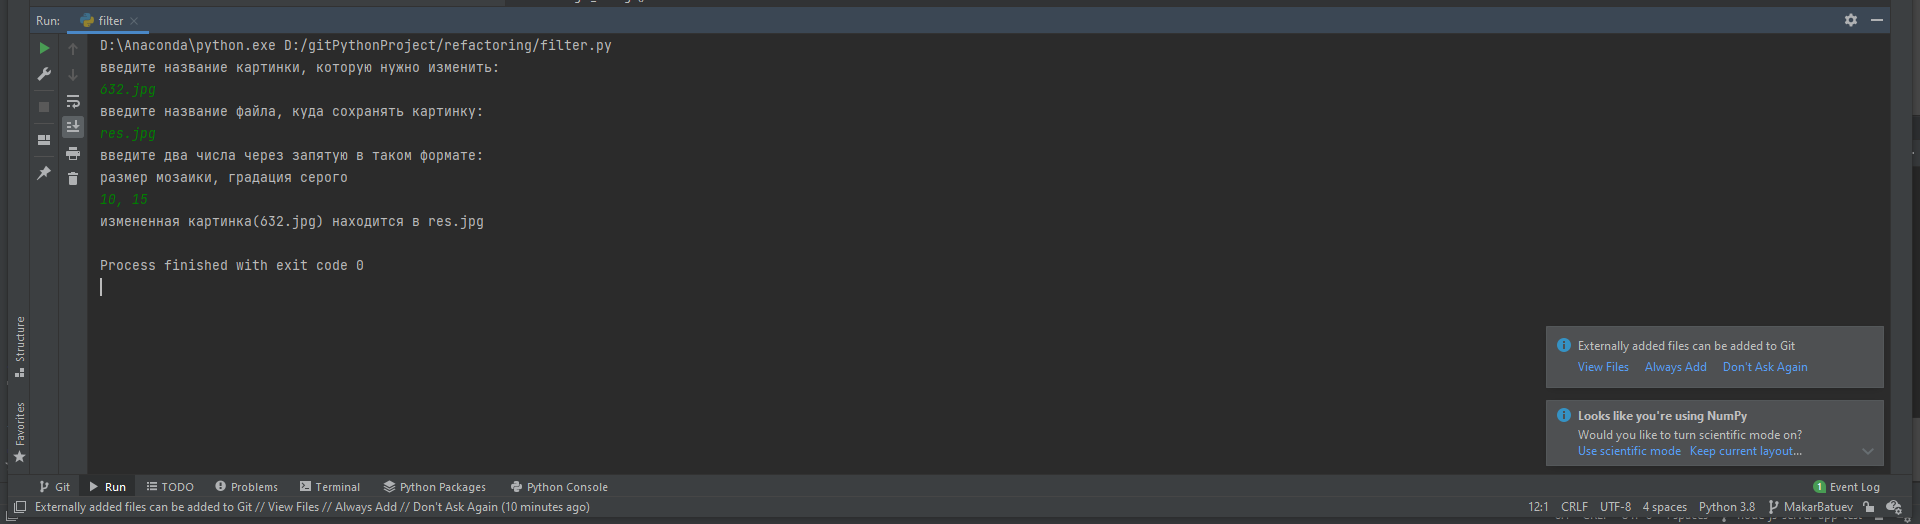 Run:
filter
D:\Anaconda\python.exe D:/gitPythonProject/refactoring/filter.py
введите название картинки, которую нужно изменить:
632.jpg
введите название файла, куда сохранять картинку:
res.jpg
введите два числа через запятую в таком формате:
размер мозаики, градация серого
10, 15
измененная картинка(632.jpg) находится в res.jpg
Process finished with exit code 0
Structure
Favorites
Externally added files can be added to Git
View Files Always Add Don't Ask Again
Looks like you're using NumPy
Would you like to turn scientific mode on?
Use scientific mode Keep current layout...
Git Run TODO Problems Terminal Python Packages Python Console 1 Event Log
Externally added files can be added to Git // View Files // Always Add // Don't Ask Again (10 minutes ago) 12:1 CRLF UTF-8 4 spaces Python 3.8 MakarBatuev